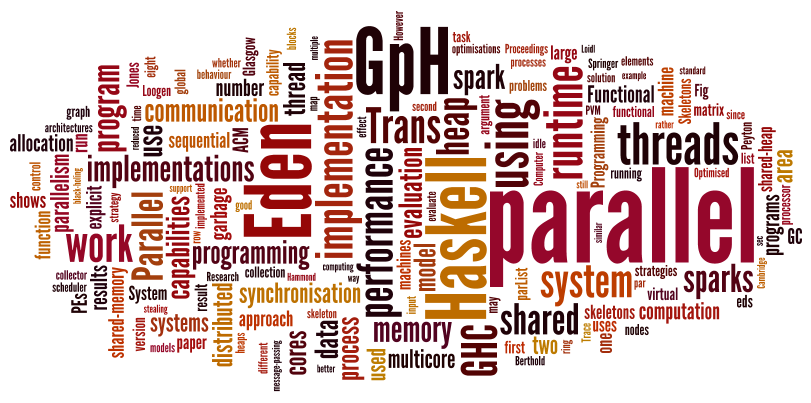 parallel
Haskell
GpH
Eden
GHC
using
runtime
threads
implementation
performance
system
Trans
heap
evaluation
spark
sparks
shared
memory
work
program
programming
implementations
communication
Parallel
capabilities
distributed
synchronisation
multicore
process
data
cores
model
thread
use
Functional
number
large
However
task
optimisations
Proceedings
processes
problems
Loidl
Springer
elements
solution
example
standard
Skeletons
machine
Fig
matrix
since
PVM
functional
rather
Peyton
list
Programming
idle
Computer
running
Optimised
still
similar
shared-heap
processor
area
programs
GC
sec
Cambridge
eds
strategies
par
virtual
partList
may
skeletons
computation
uses
one
nodes
Trace
ring
two
first
Berthold
used
input
machines
evaluate
argument
second
effect
map
multiple
blocks
capability
Glasgow
whether
behaviour
global
eight
Loogen
Jones
time
reduced
graph
architectures
allocation
run
parallelism
control
shows
function
black-holing
explicit
strategy
support
sequential
ACM
garbage
good
implemented
row
collector
scheduler
PEs
results
shared-memory
System
stealing
version
systems
models
paper
result
Research
collection
Hammond
computing
way
approach
skeleton
heaps
different
message-passing
better